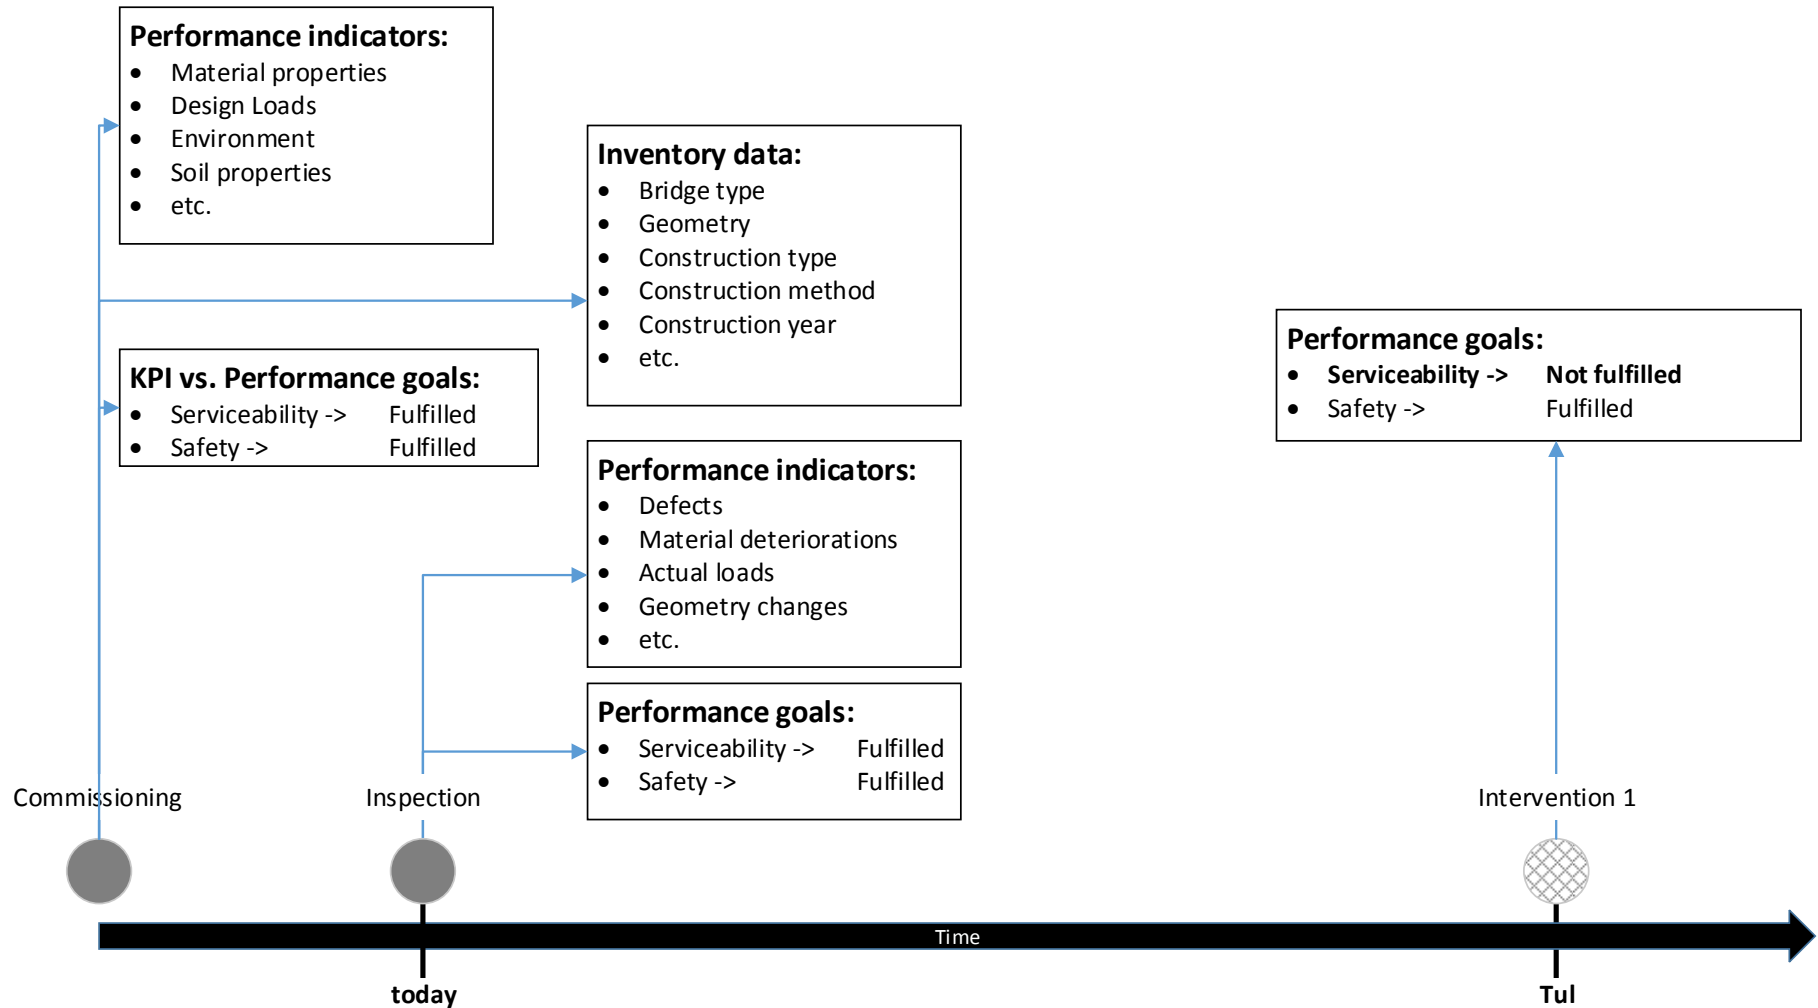 Performance indicators:
• Material properties
• Design Loads
• Environment
• Soil properties
• etc.
Inventory data:
• Bridge type
• Geometry
• Construction type
• Construction method
• Construction year
• etc.
KPI vs. Performance goals:
• Serviceability -> Fulfilled
• Safety -> Fulfilled
Performance goals:
• Serviceability -> Not fulfilled
• Safety -> Fulfilled
Performance indicators:
• Defects
• Material deteriorations
• Actual loads
• Geometry changes
• etc.
Performance goals:
• Serviceability -> Fulfilled
• Safety -> Fulfilled
Commissioning
Inspection
Intervention 1
Time
today
Tul